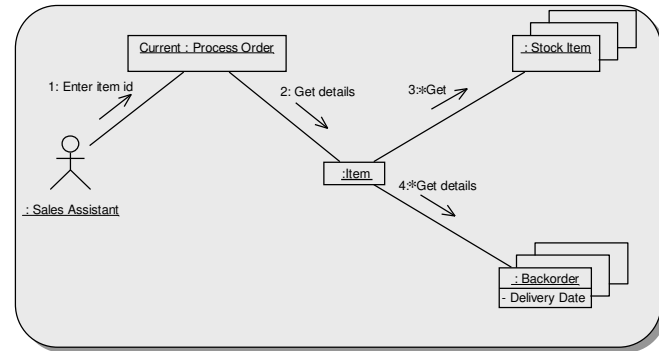 Current : Process Order
: Stock Item
1: Enter item id
2: Get details
3:*Get
:Item
4:*Get details
: Sales Assistant
: Backorder
- Delivery Date